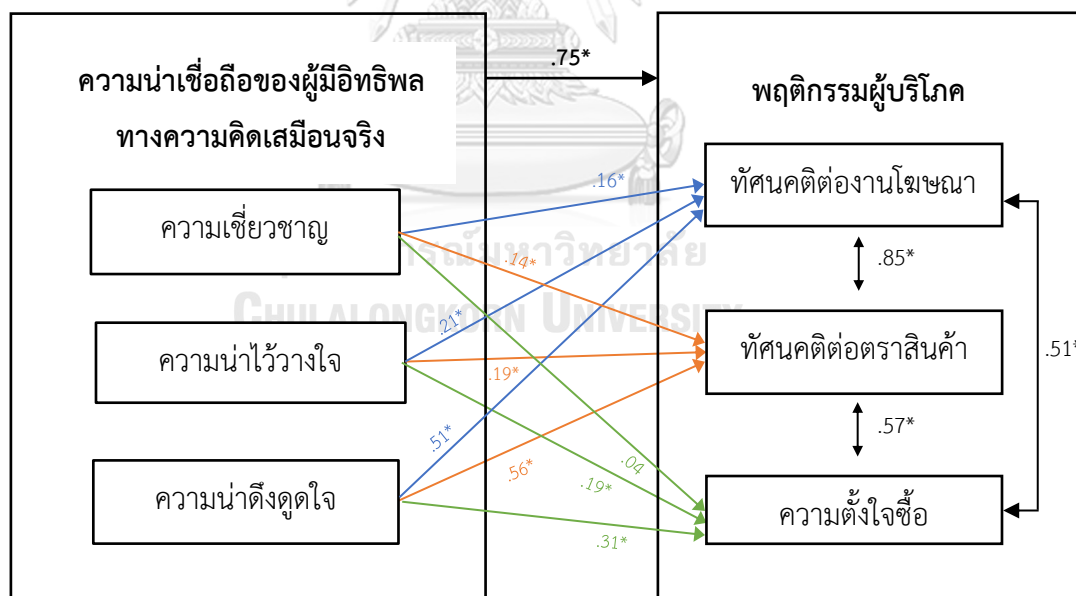 .75*
ความน่าเชื่อถือของผู้มีอิทธิพล
ทางความคิดเสมือนจริง
พฤติกรรมผู้บริโภค
ความเชี่ยวชาญ
.16*
ทัศนคติต่องานโฆษณา
.14*
.85*
.21*
CHULALONGKORN UNIVERSITY
ความน่าไว้วางใจ
.19*
ทัศนคติต่อตราสินค้า
.51*
.51*
.56*
.04
.57*
ความน่าดึงดูดใจ
.19*
ความตั้งใจซื้อ
.31*